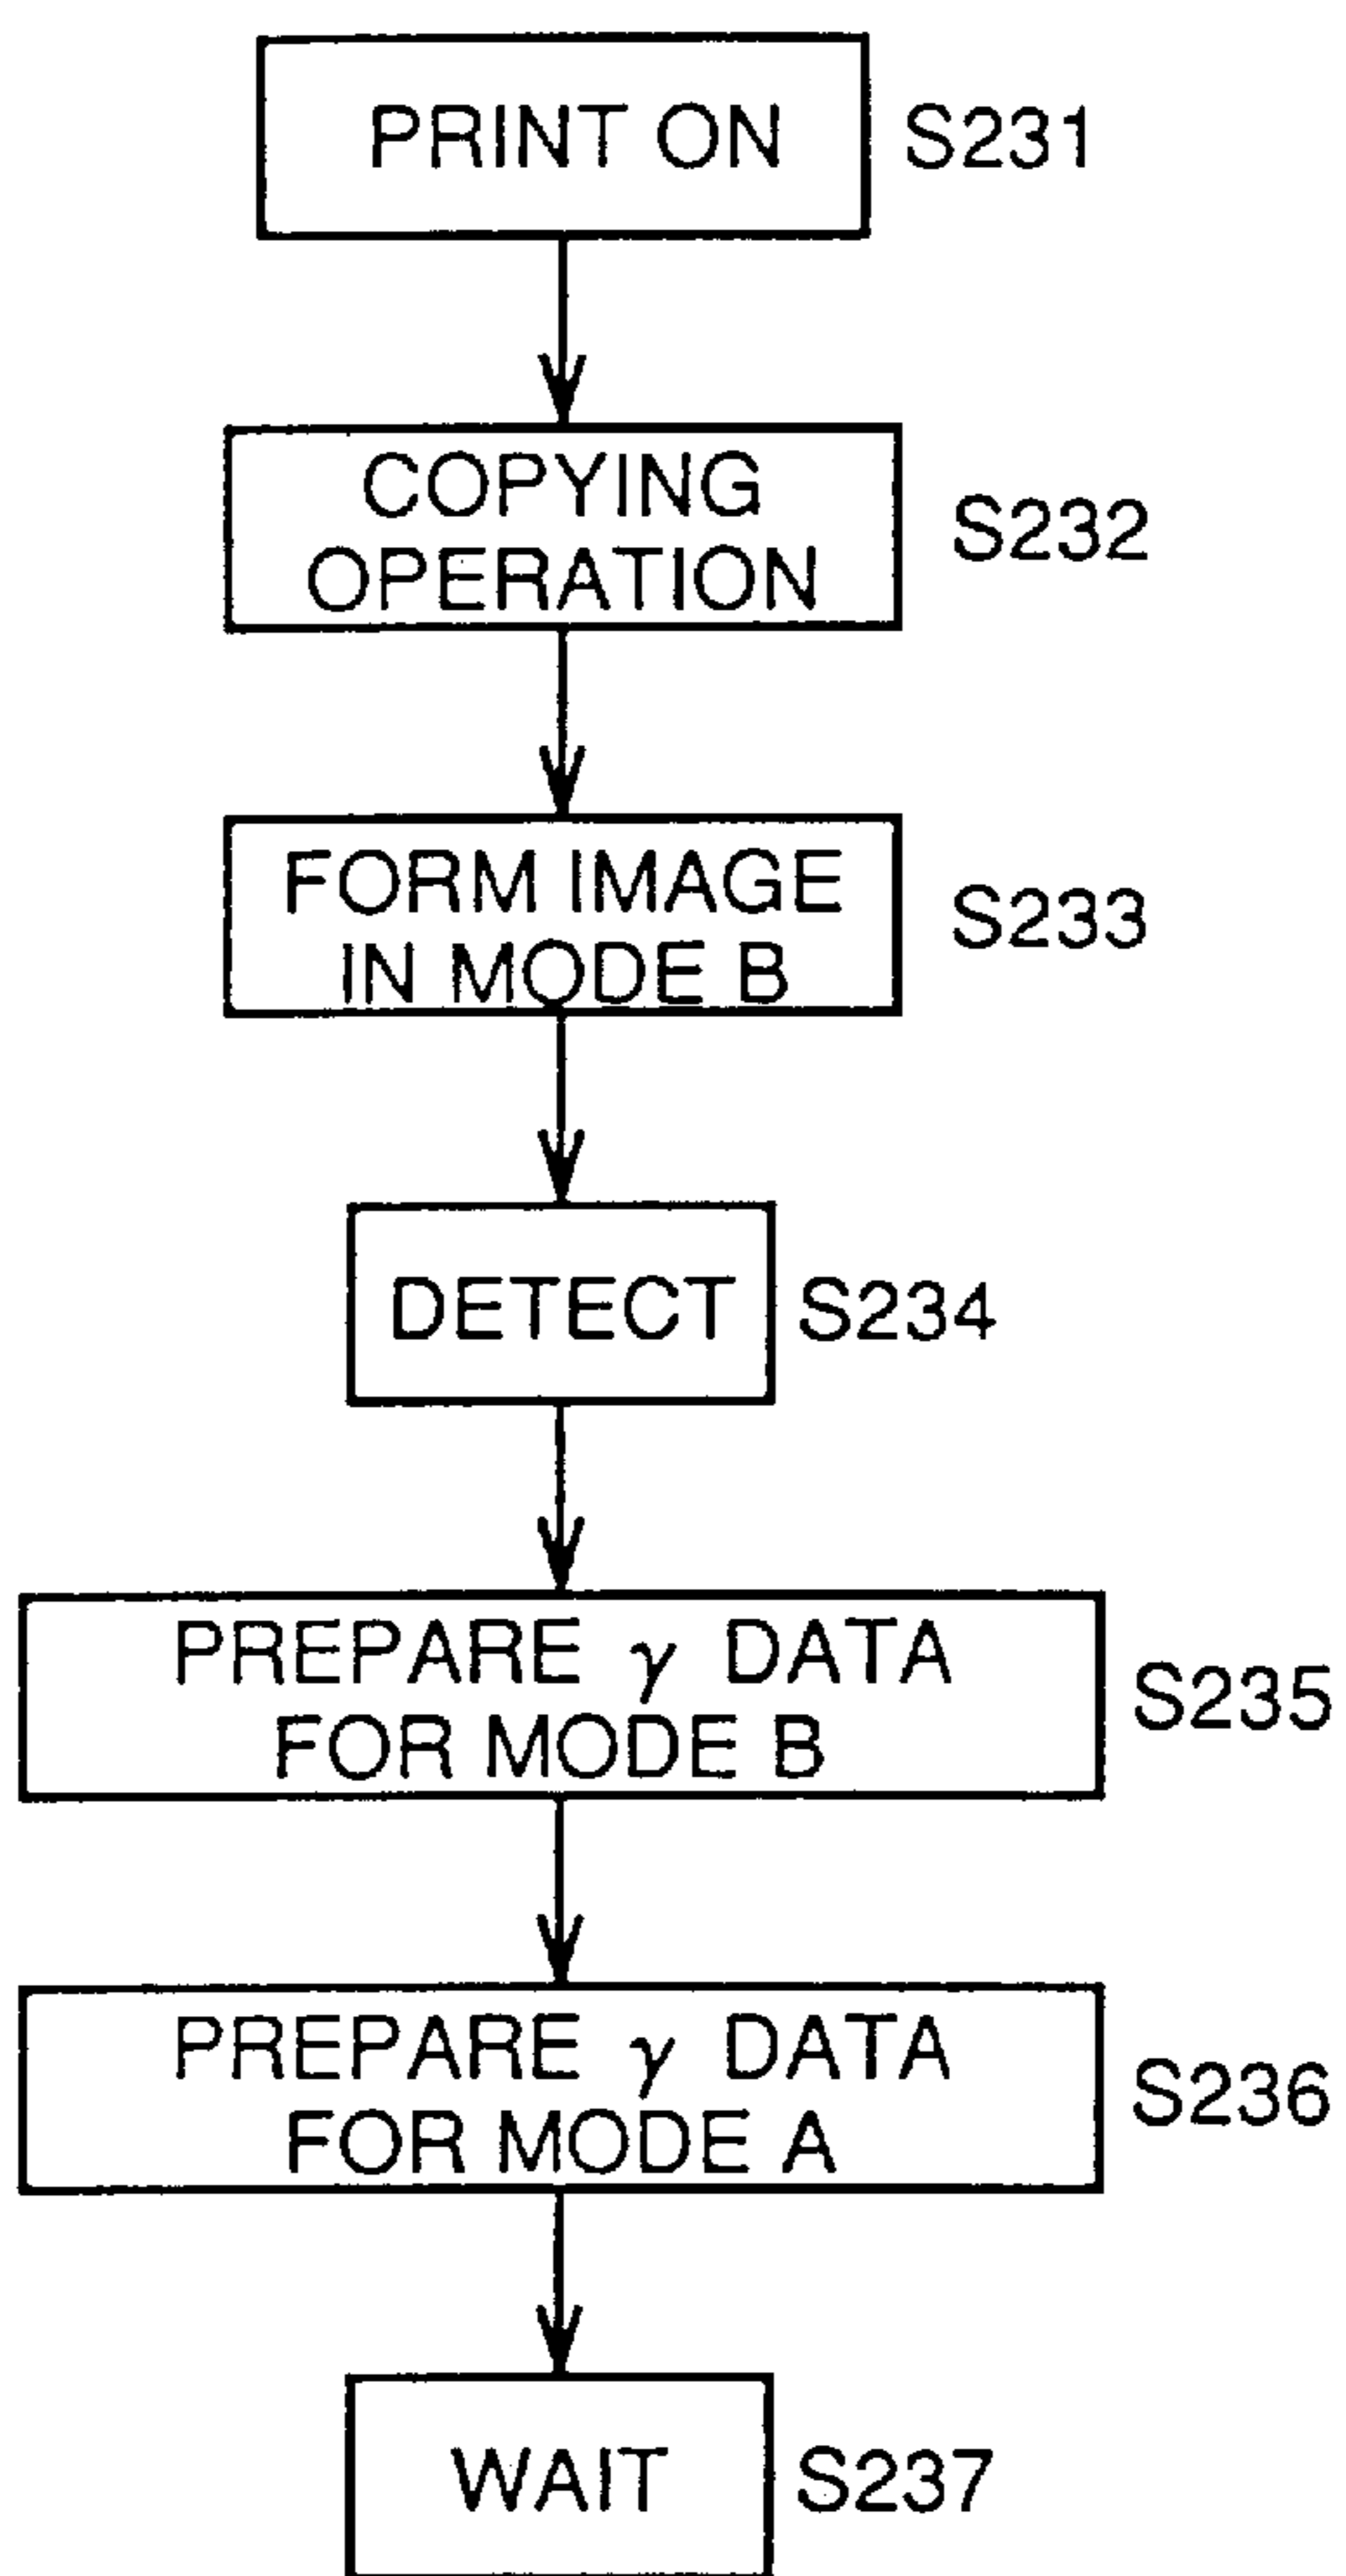 PRINT ON S231
COPYING
OPERATION
S232
FORM IMAGE
IN MODE B
S233
DETECT S234
PREPARE γ DATA
FOR MODE B
S235
PREPARE γ DATA
FOR MODE A
S236
WAIT S237